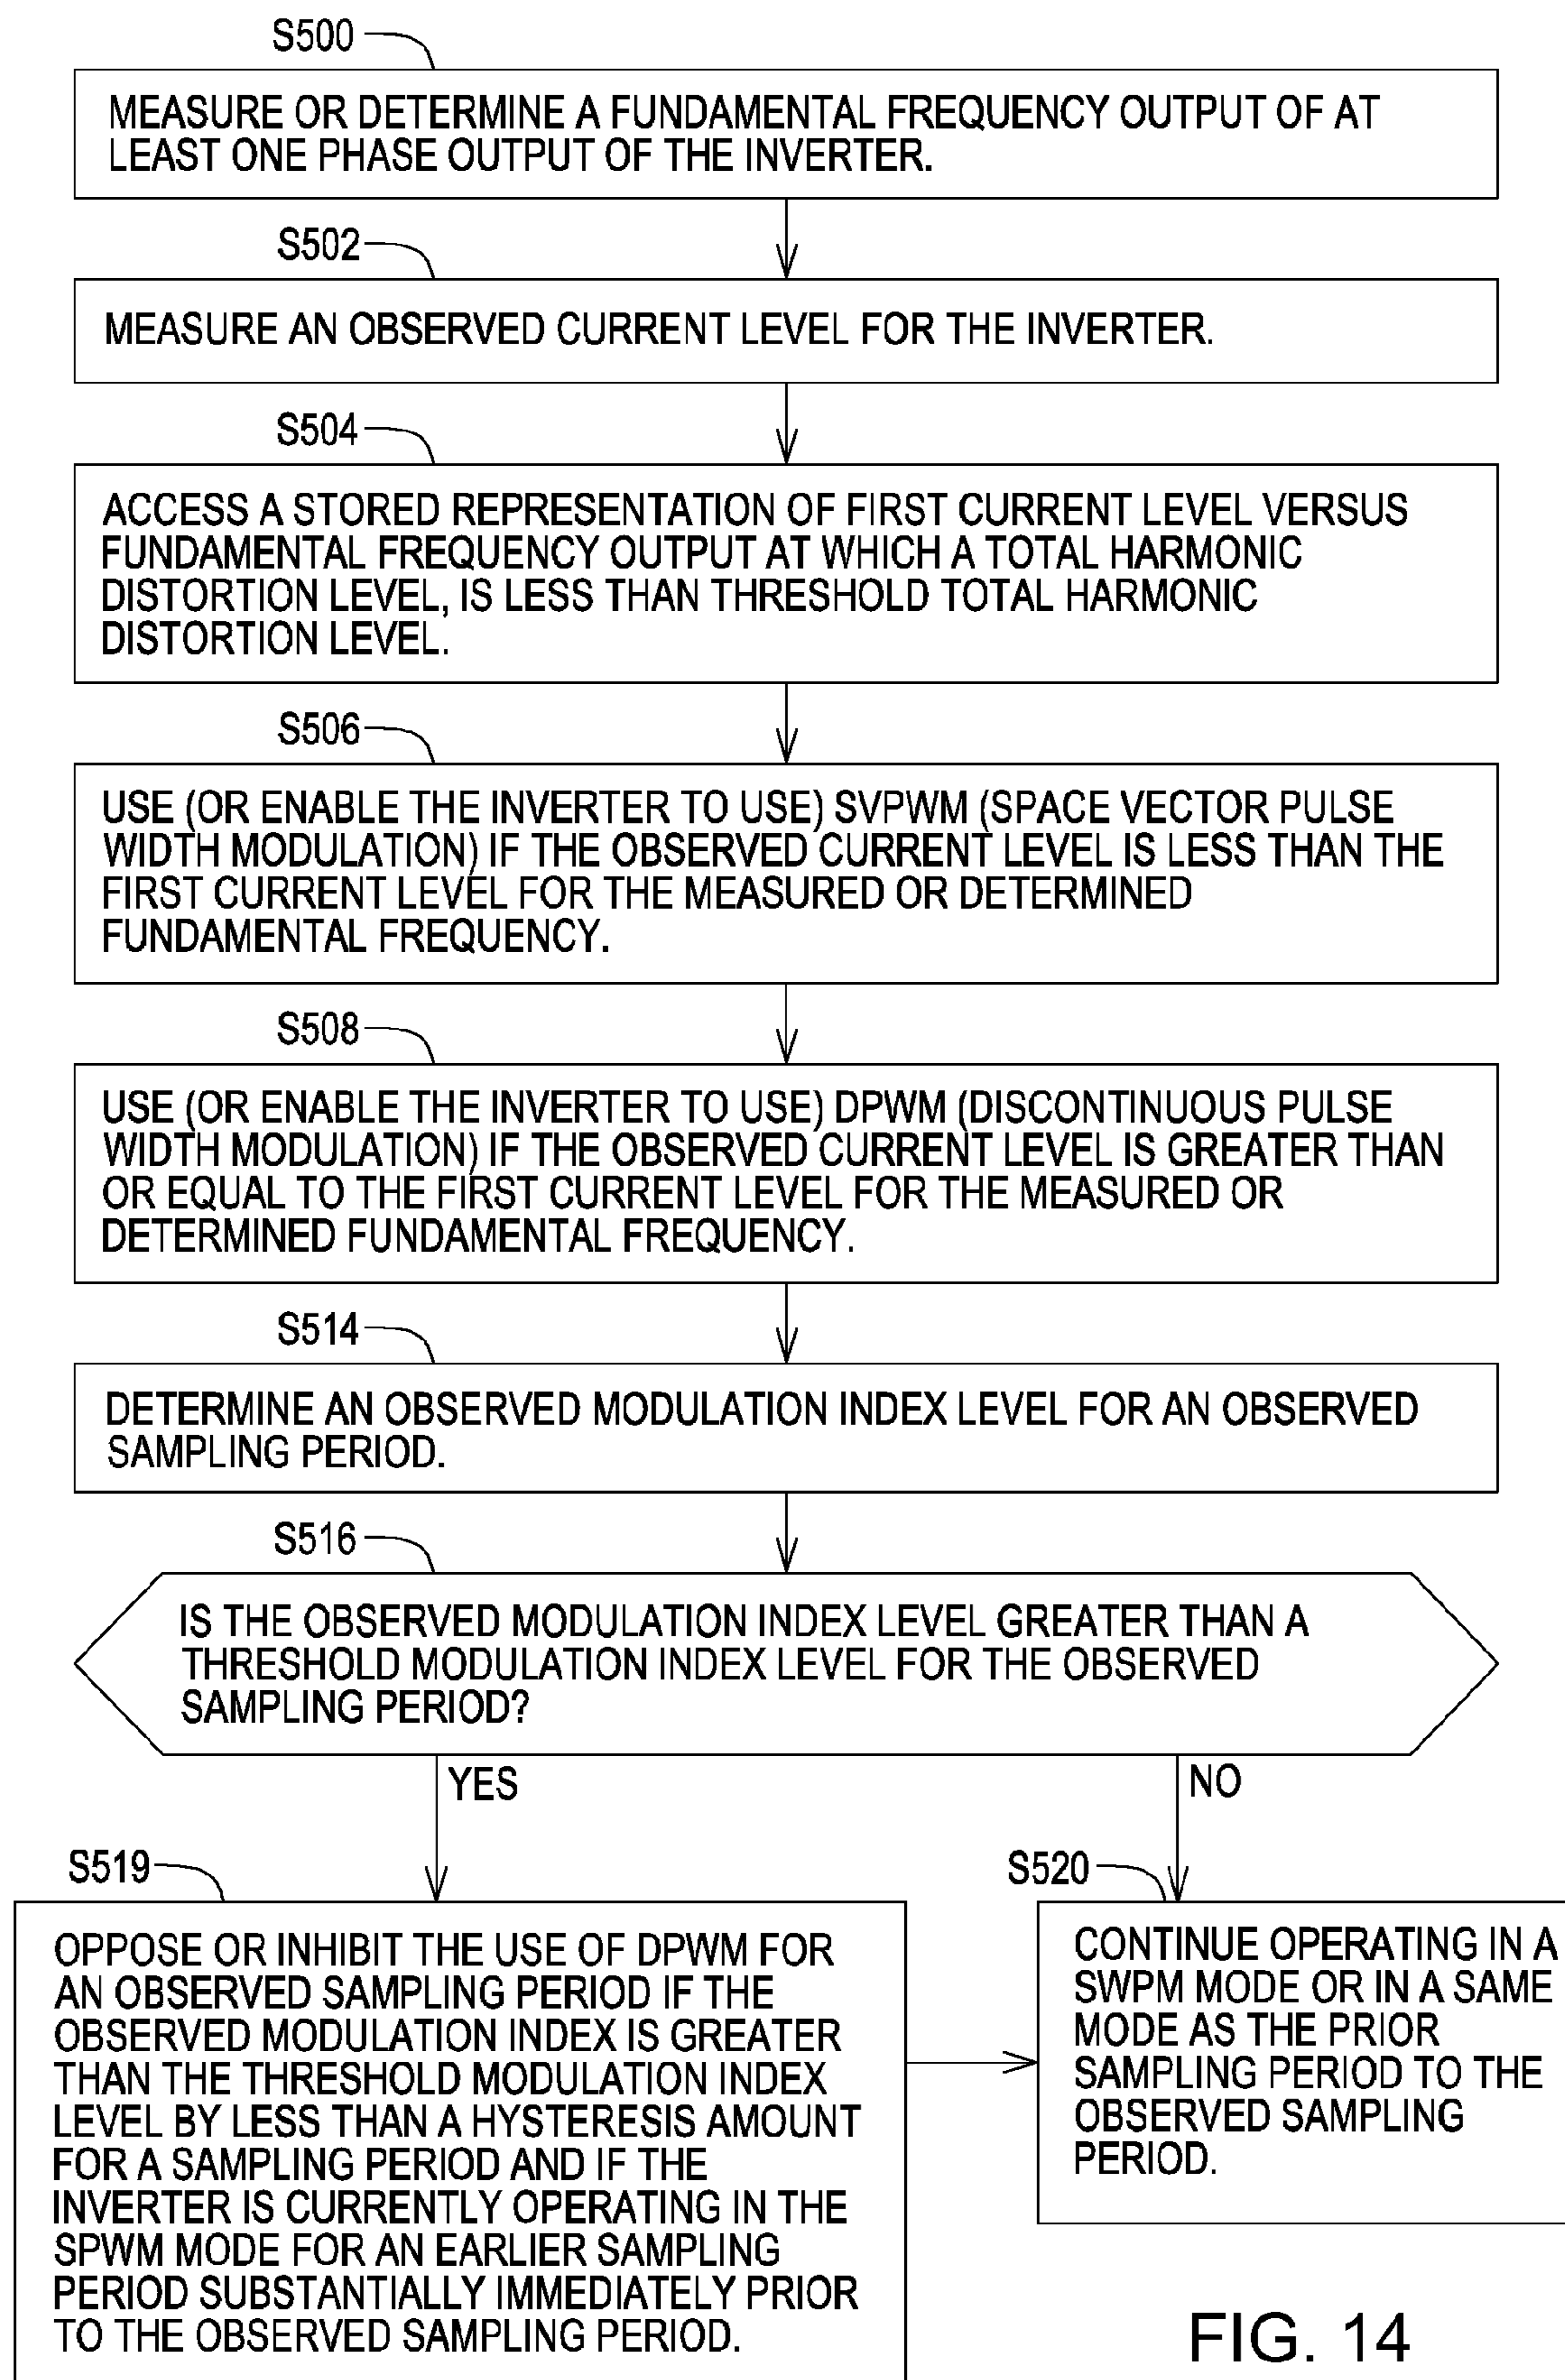 S500
MEASURE OR DETERMINE A FUNDAMENTAL FREQUENCY OUTPUT OF AT
LEAST ONE PHASE OUTPUT OF THE INVERTER.
S502
MEASURE AN OBSERVED CURRENT LEVEL FOR THE INVERTER.
S504
ACCESS A STORED REPRESENTATION OF FIRST CURRENT LEVEL VERSUS
FUNDAMENTAL FREQUENCY OUTPUT AT WHICH A TOTAL HARMONIC
DISTORTION LEVEL, IS LESS THAN THRESHOLD TOTAL HARMONIC
DISTORTION LEVEL.
S506
USE (OR ENABLE THE INVERTER TO USE) SVPWM (SPACE VECTOR PULSE
WIDTH MODULATION) IF THE OBSERVED CURRENT LEVEL IS LESS THAN THE
FIRST CURRENT LEVEL FOR THE MEASURED OR DETERMINED
FUNDAMENTAL FREQUENCY.
S508
USE (OR ENABLE THE INVERTER TO USE) DPWM (DISCONTINUOUS PULSE
WIDTH MODULATION) IF THE OBSERVED CURRENT LEVEL IS GREATER THAN
OR EQUAL TO THE FIRST CURRENT LEVEL FOR THE MEASURED OR
DETERMINED FUNDAMENTAL FREQUENCY.
S514
DETERMINE AN OBSERVED MODULATION INDEX LEVEL FOR AN OBSERVED
SAMPLING PERIOD.
S516
IS THE OBSERVED MODULATION INDEX LEVEL GREATER THAN A
THRESHOLD MODULATION INDEX LEVEL FOR THE OBSERVED
SAMPLING PERIOD?
YES
NO
S519
OPPOSE OR INHIBIT THE USE OF DPWM FOR
AN OBSERVED SAMPLING PERIOD IF THE
OBSERVED MODULATION INDEX IS GREATER
THAN THE THRESHOLD MODULATION INDEX
LEVEL BY LESS THAN A HYSTERESIS AMOUNT
FOR A SAMPLING PERIOD AND IF THE
INVERTER IS CURRENTLY OPERATING IN THE
SPWM MODE FOR AN EARLIER SAMPLING
PERIOD SUBSTANTIALLY IMMEDIATELY PRIOR
TO THE OBSERVED SAMPLING PERIOD.
S520
CONTINUE OPERATING IN A
SWPM MODE OR IN A SAME
MODE AS THE PRIOR
SAMPLING PERIOD TO THE
OBSERVED SAMPLING
PERIOD.
FIG. 14